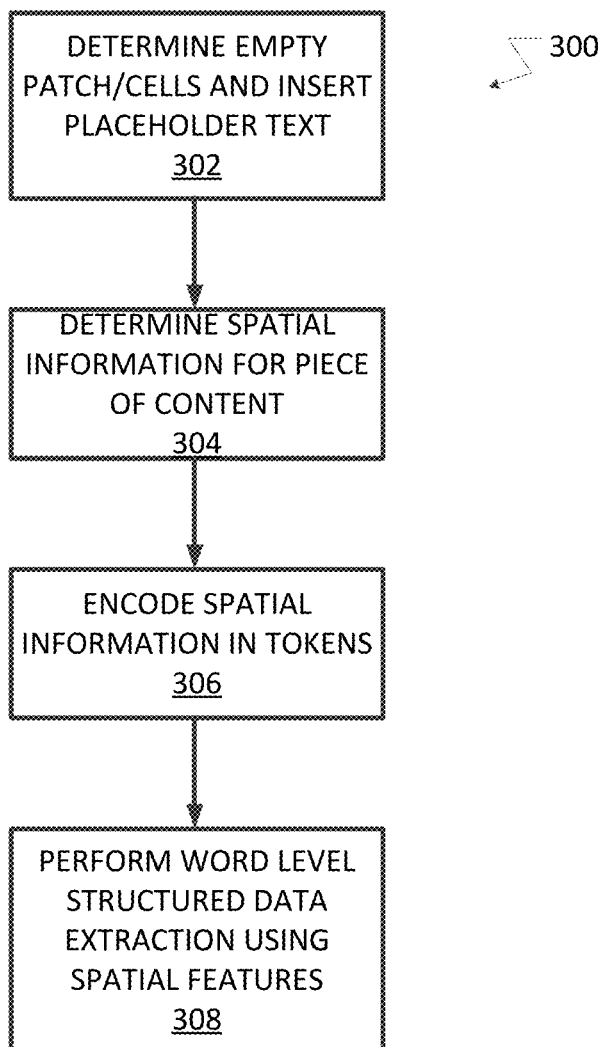 DETERMINE EMPTY
PATCH/CELLS AND INSERT
PLACEHOLDER TEXT
302
300
DETERMINE SPATIAL
INFORMATION FOR PIECE
OF CONTENT
304
ENCODE SPATIAL
INFORMATION IN TOKENS
306
PERFORM WORD LEVEL
STRUCTURED DATA
EXTRACTION USING
SPATIAL FEATURES
308